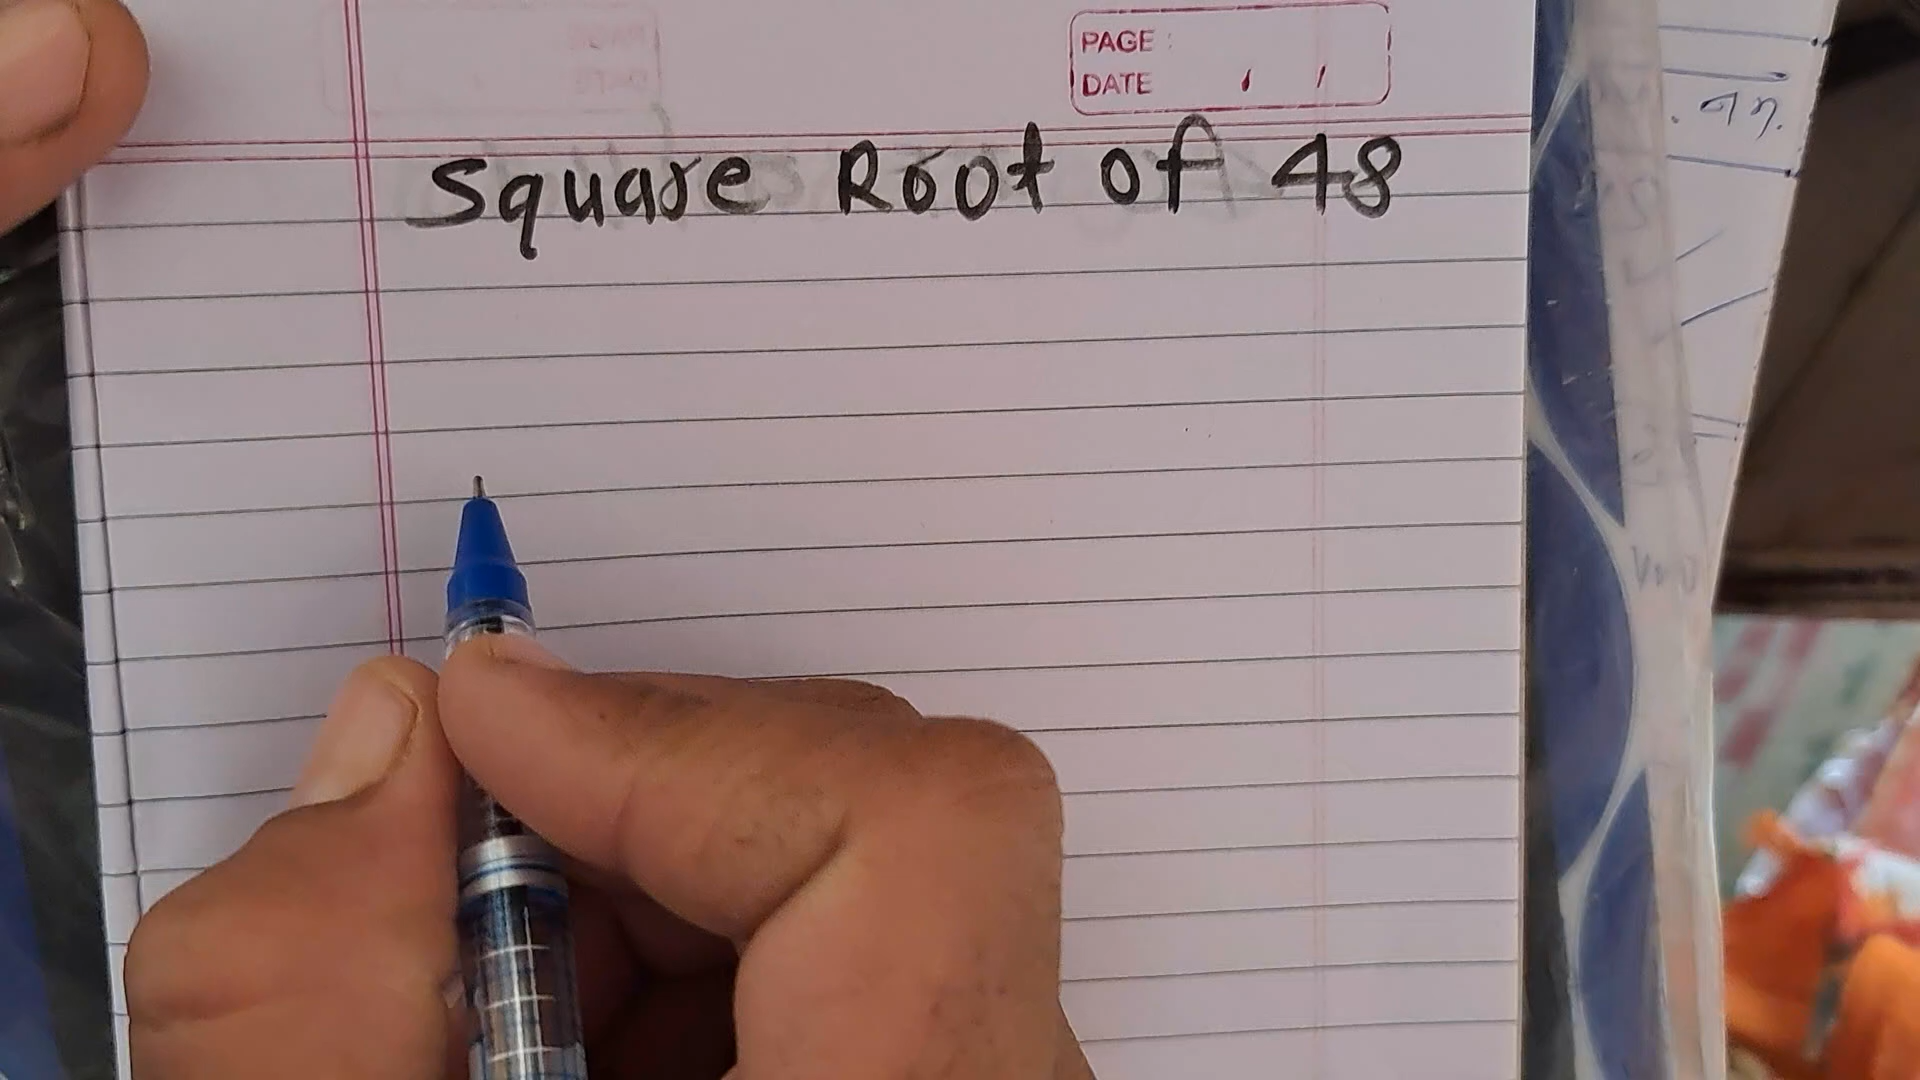 PAGE :
DATE / /
Square Root of 48